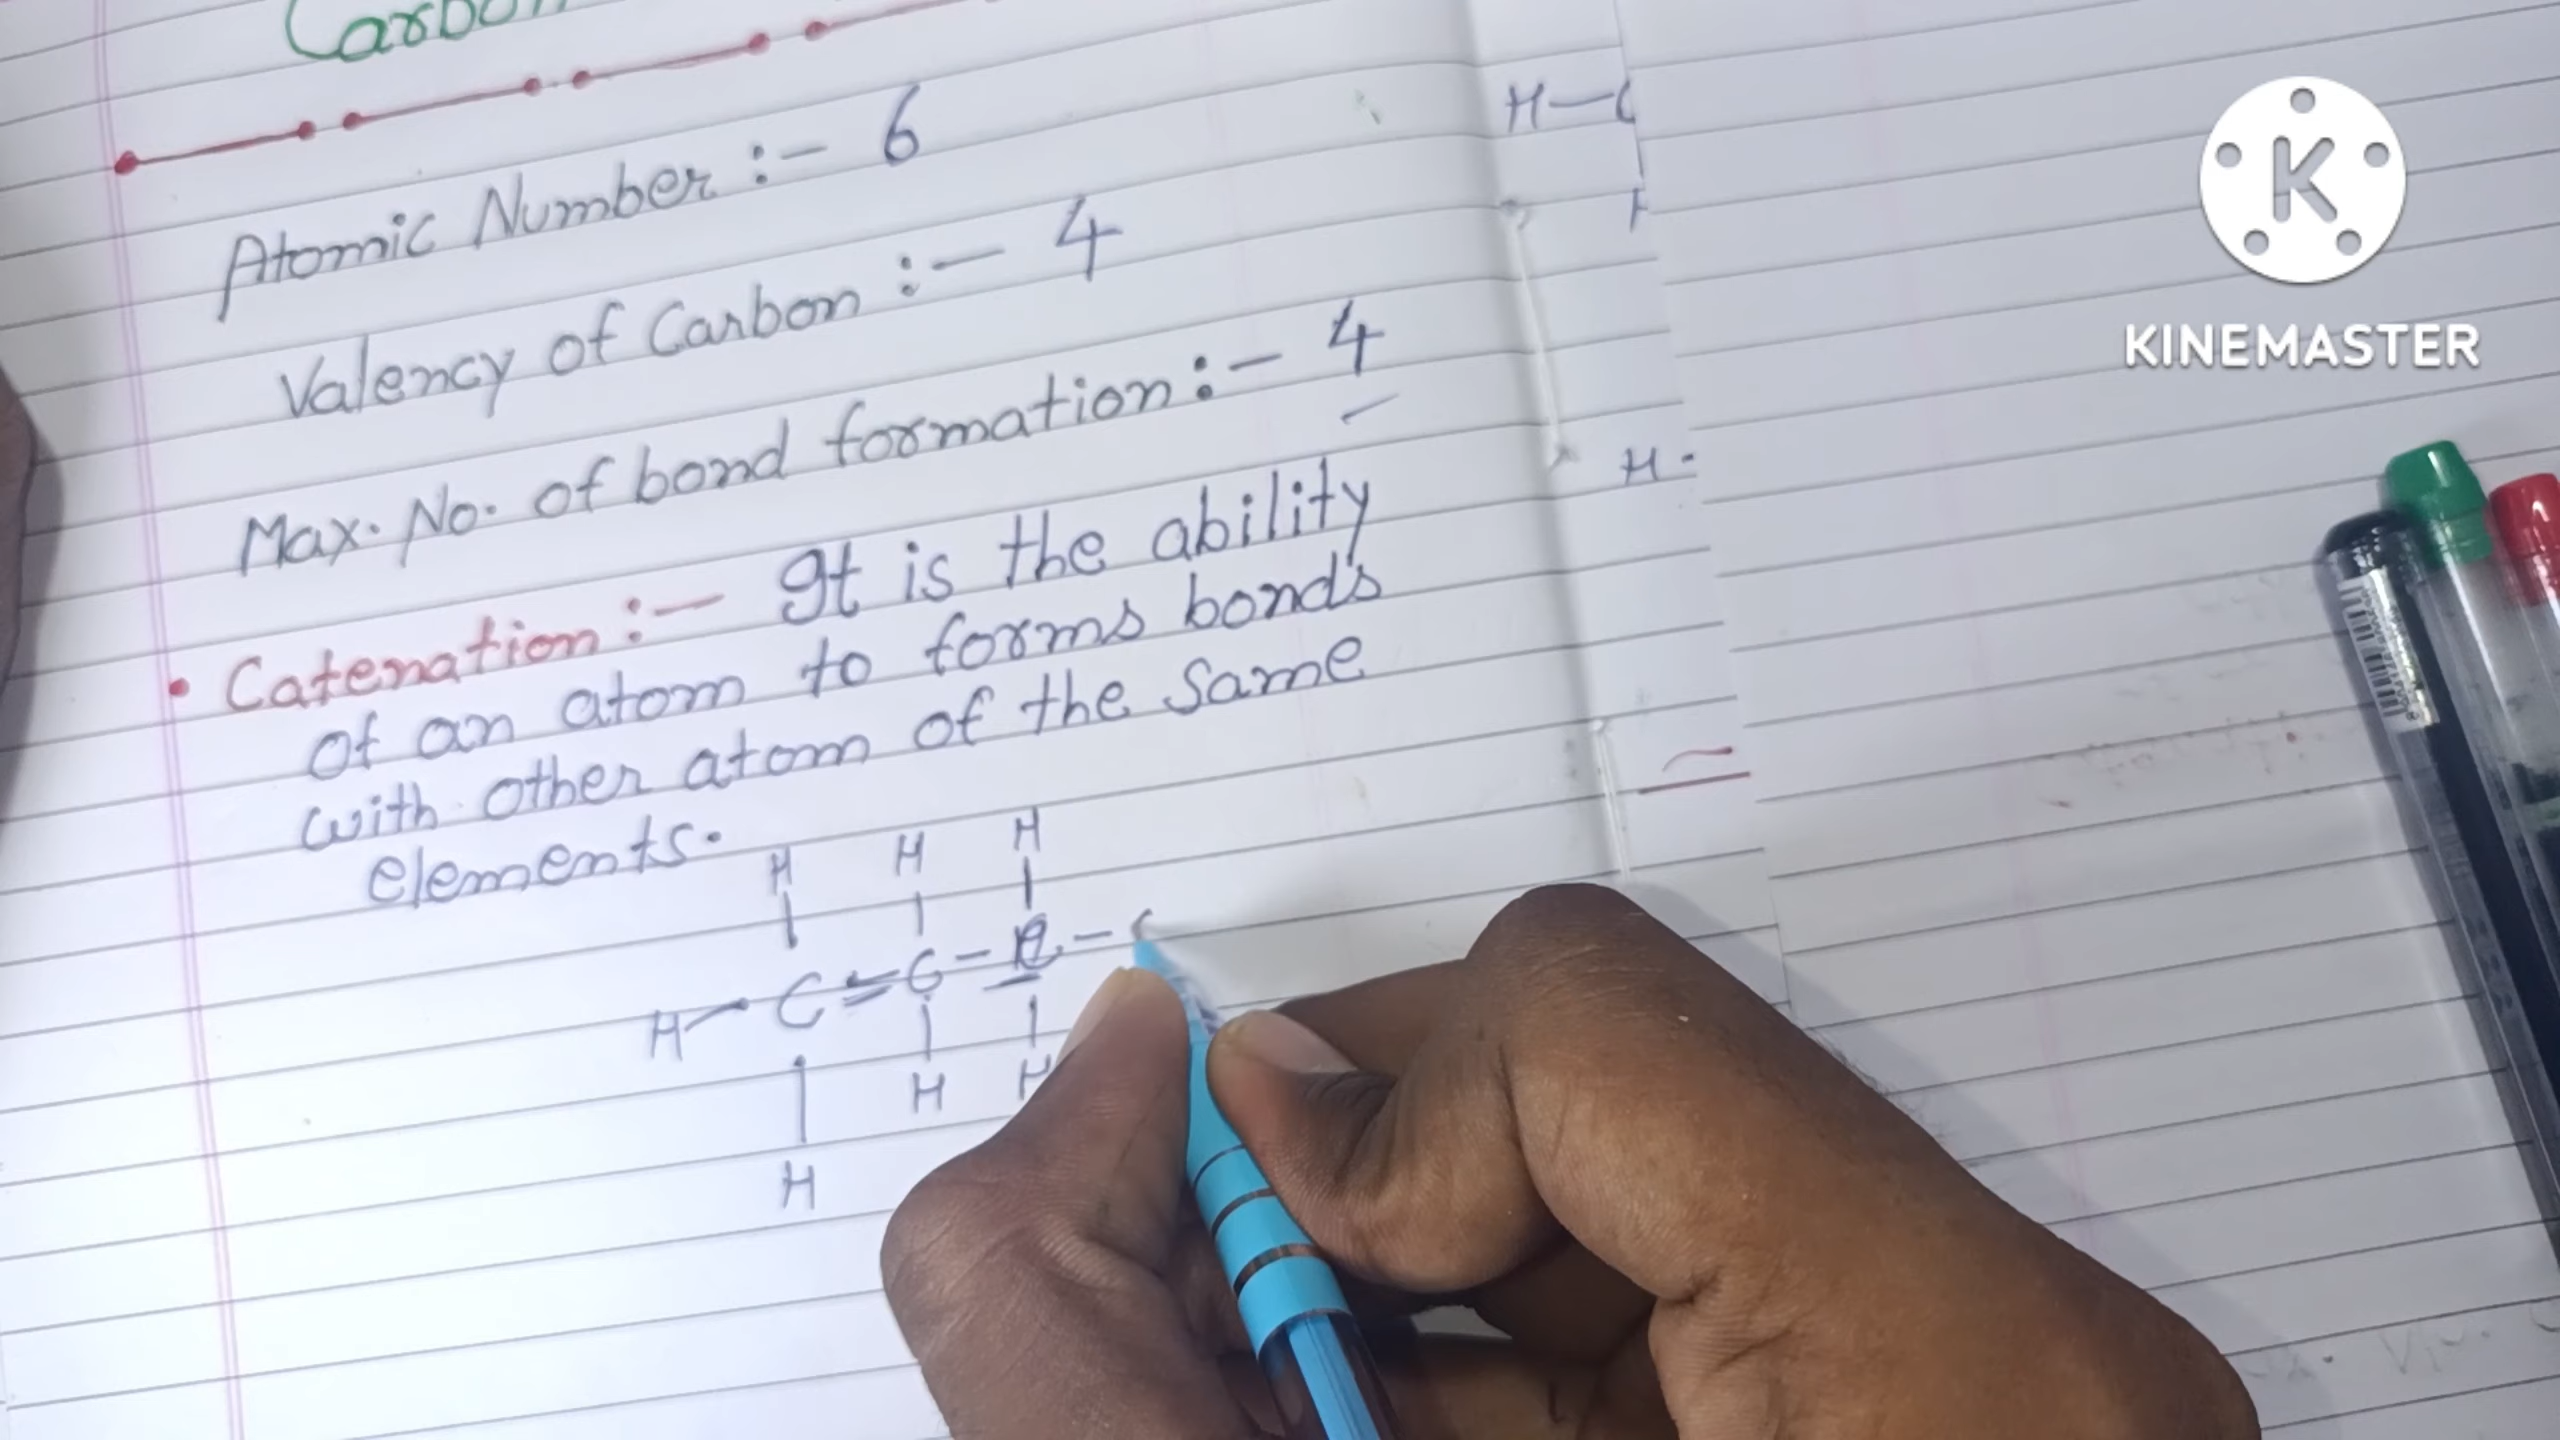 Carbon
Atomic Number :- 6
Valency of Carbon :- 4
Max. No. of bond formation :- 4
• Catenation :- It is the ability
of an atom to forms bonds
with other atom of the same
elements.
H H H
H C C C
H H H
H
H
H
KINEMASTER